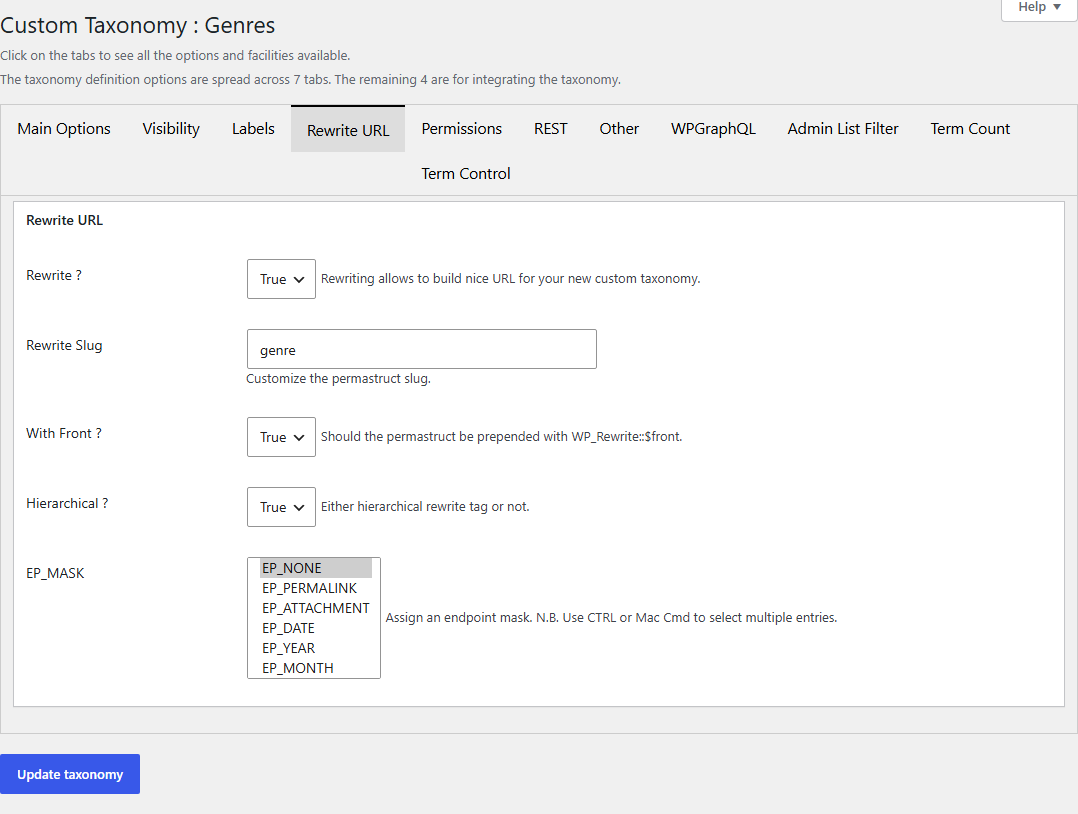 Help ▼
Custom Taxonomy : Genres
Click on the tabs to see all the options and facilities available.
The taxonomy definition options are spread across 7 tabs. The remaining 4 are for integrating the taxonomy.
Main Options Visibility Labels Rewrite URL Permissions REST Other WPGraphQL Admin List Filter Term Count
Term Control
Rewrite URL
Rewrite ? True Rewriting allows to build nice URL for your new custom taxonomy.
Rewrite Slug genre
Customize the permastruct slug.
With Front ? True Should the permastruct be prepended with WP_Rewrite::$front.
Hierarchical ? True Either hierarchical rewrite tag or not.
EP_MASK EP_NONE
EP_PERMALINK
EP_ATTACHMENT
Assign an endpoint mask. N.B. Use CTRL or Mac Cmd to select multiple entries.
EP_DATE
EP_YEAR
EP_MONTH
Update taxonomy